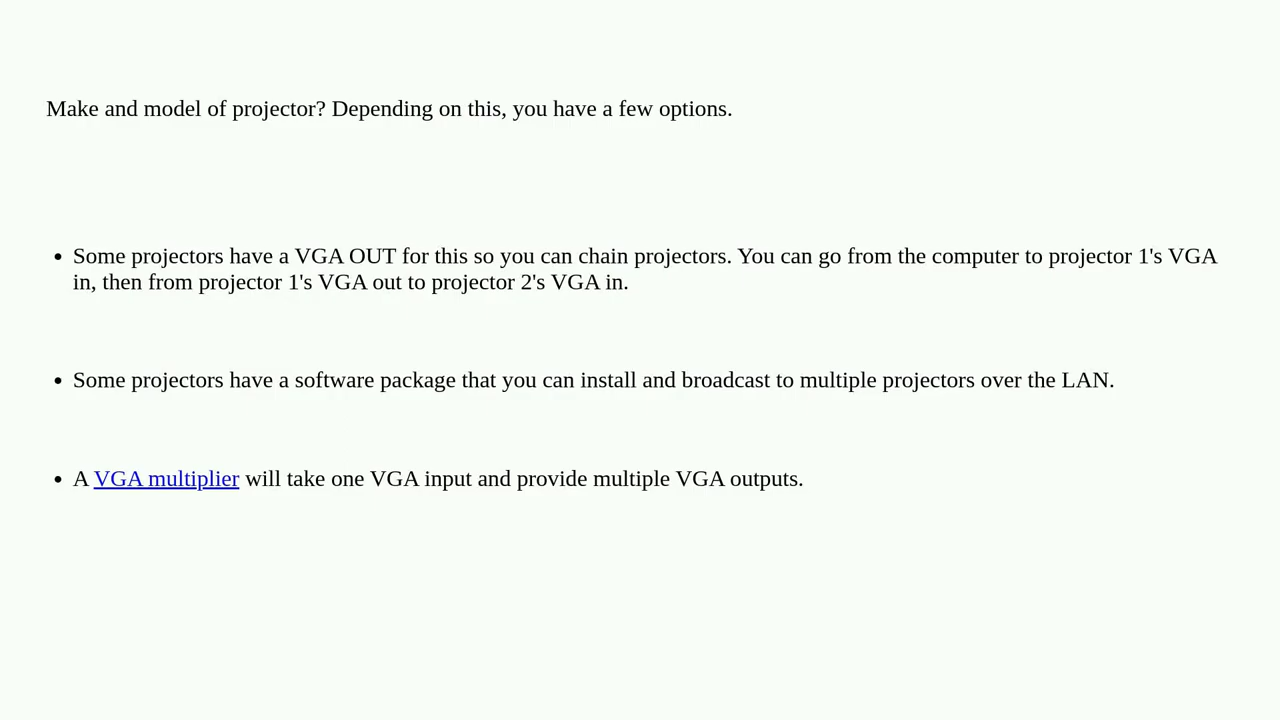 Make and model of projector? Depending on this, you have a few options.
• Some projectors have a VGA OUT for this so you can chain projectors. You can go from the computer to projector 1's VGA
in, then from projector 1's VGA out to projector 2's VGA in.
• Some projectors have a software package that you can install and broadcast to multiple projectors over the LAN.
• A VGA multiplier will take one VGA input and provide multiple VGA outputs.